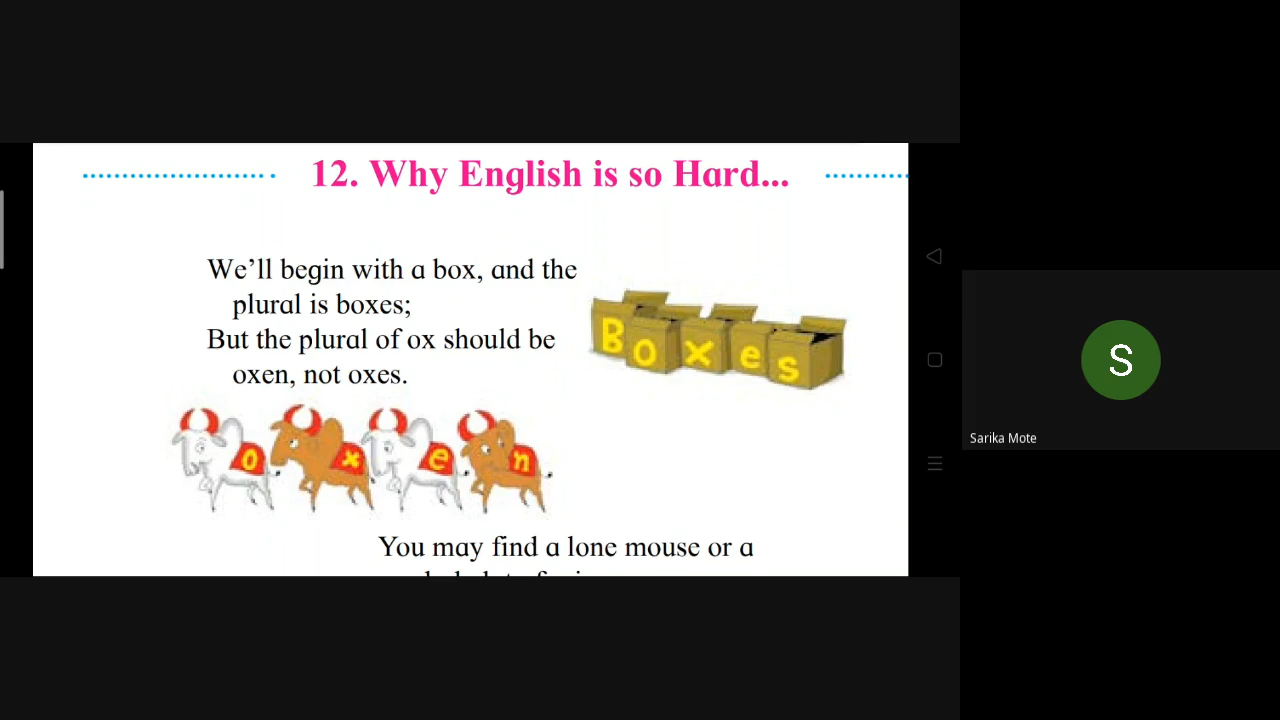 12. Why English is so Hard...
We'll begin with a box, and the
plural is boxes;
But the plural of ox should be
oxen, not oxes.
Boxes
oxen
You may find a lone mouse or a
S
Sarika Mote